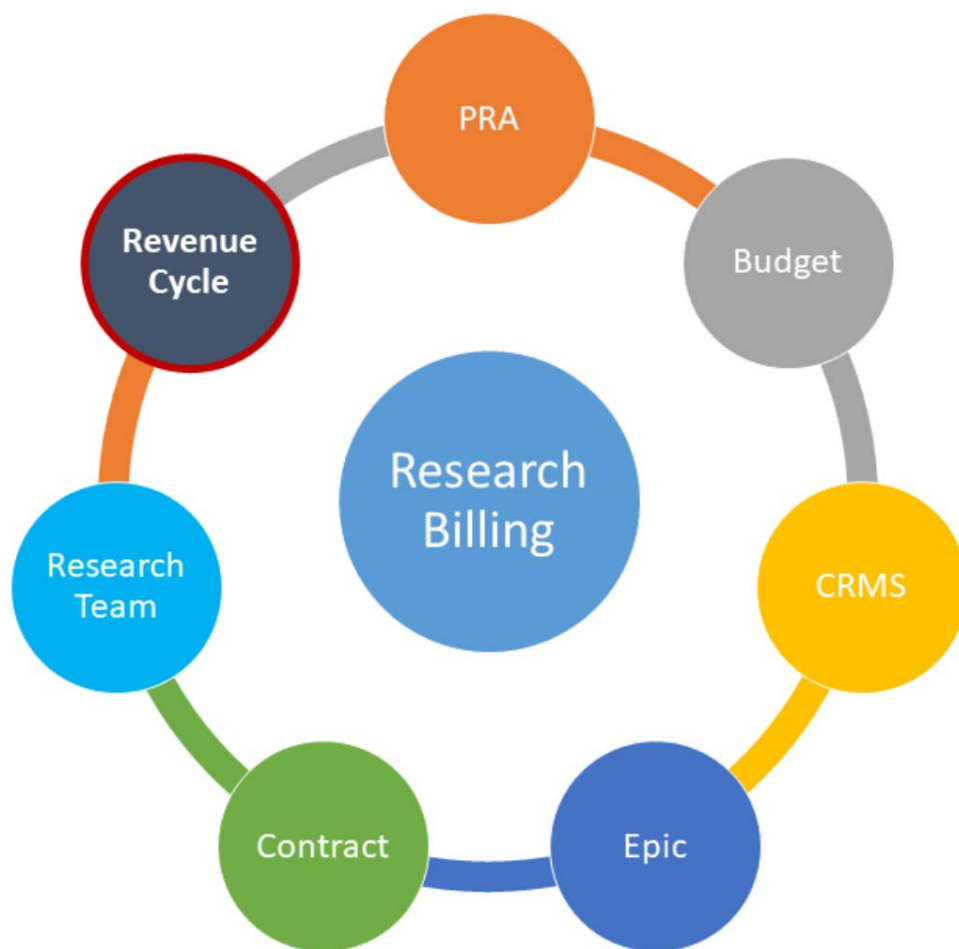 PRA
Revenue
Cycle
Budget
Research
Billing
Research
Team
CRMS
Contract
Epic